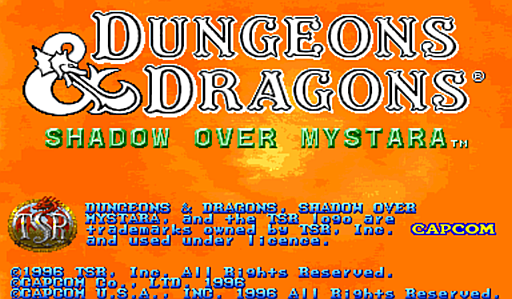 DUNGEONS
& DRAGONS®
SHADOW OVER MYSTARA™
TSR
DUNGEONS & DRAGONS, SHADOW OVER
MYSTARA, and the TSR logo are
trademarks owned by TSR, Inc.
and used under licence.
CAPCOM
©1996 TSR, Inc. All Rights Reserved.
©CAPCOM Co., LTD. 1996
©CAPCOM U.S.A., INC. 1996 All Rights Reserved.